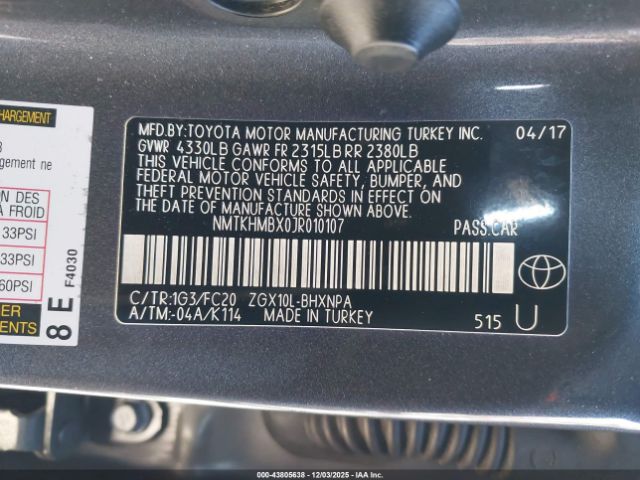 HARGEMENT
gement ne
ION DES
À FROID
33PSI
33PSI
60PSI
ER
ENTS
8 E F4030
MFD.BY:TOYOTA MOTOR MANUFACTURING TURKEY INC. 04/17
GVWR 4330LB GAWR FR 2315LB RR 2380LB
THIS VEHICLE CONFORMS TO ALL APPLICABLE
FEDERAL MOTOR VEHICLE SAFETY, BUMPER, AND
THEFT PREVENTION STANDARDS IN EFFECT ON
THE DATE OF MANUFACTURE SHOWN ABOVE.
NMTKHMBX0JR010107 PASS.CAR
C/TR:1G3/FC20 ZGX10L-BHXNPA
A/TM:-04A/K114 MADE IN TURKEY 515 U
000-43805638 - 12/03/2025 - IAAI.COM